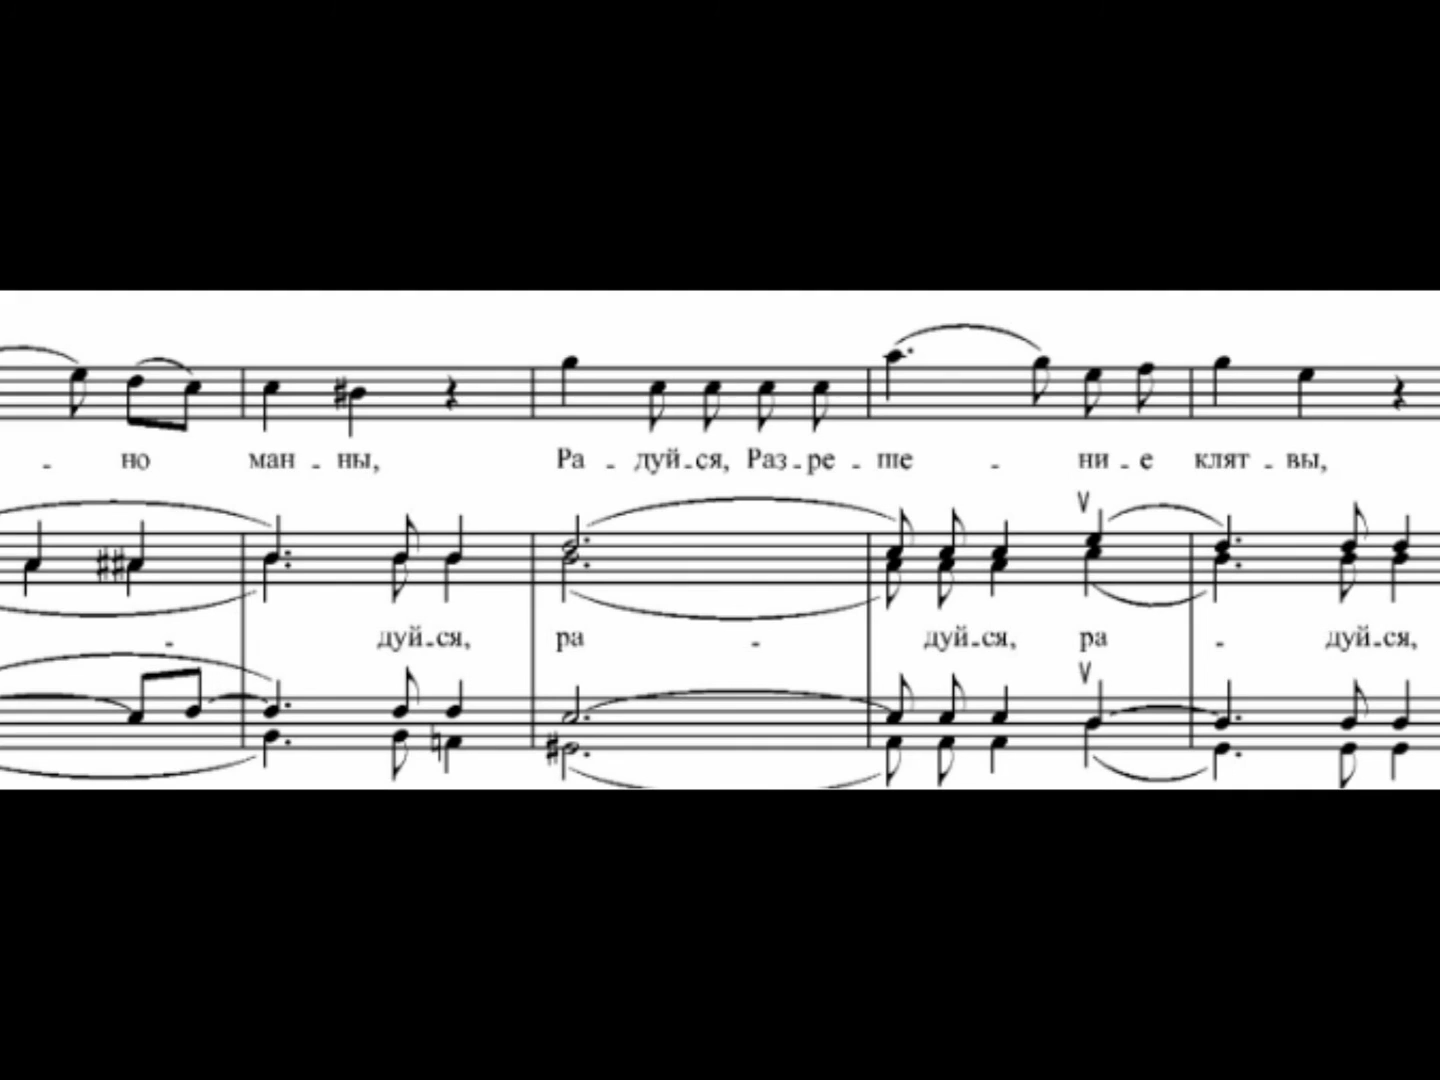 - но ман - ны, Ра - дуй-ся, Раз-ре - ше - ни - е клят - вы,
- дуй-ся, ра - дуй-ся, ра - дуй-ся,